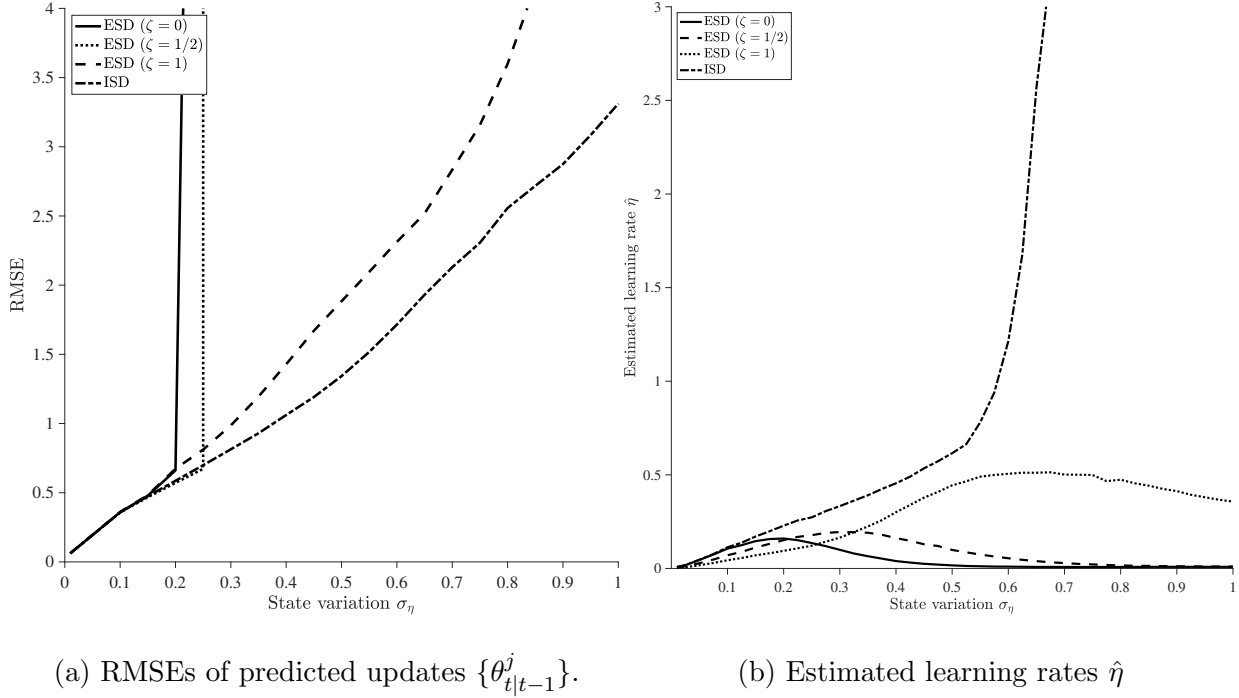 4
3.5
3
2.5
2
1.5
1
0.5
0
RMSE
ESD (ζ = 0)
ESD (ζ = 1/2)
ESD (ζ = 1)
ISD
0 0.1 0.2 0.3 0.4 0.5 0.6 0.7 0.8 0.9 1
State variation σ_η
(a) RMSEs of predicted updates {θ^j_{t|t−1}}.
3
2.5
2
1.5
1
0.5
0
Estimated learning rate η̂
ESD (ζ = 0)
ESD (ζ = 1/2)
ESD (ζ = 1)
ISD
0.1 0.2 0.3 0.4 0.5 0.6 0.7 0.8 0.9 1
State variation σ_η
(b) Estimated learning rates η̂